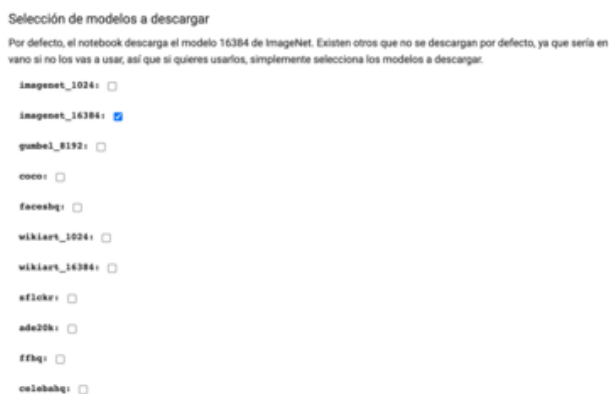 Selección de modelos a descargar
Por defecto, el notebook descarga el modelo 16384 de ImageNet. Existen otros que no se descargan por defecto, ya que sería en
vano si no los vas a usar, así que si quieres usarlos, simplemente selecciona los modelos a descargar.
imagenet_1024:
imagenet_16384:
gumbel_8192:
coco:
faceshq:
wikiart_1024:
wikiart_16384:
sflckr:
ade20k:
ffhq:
celebahq: